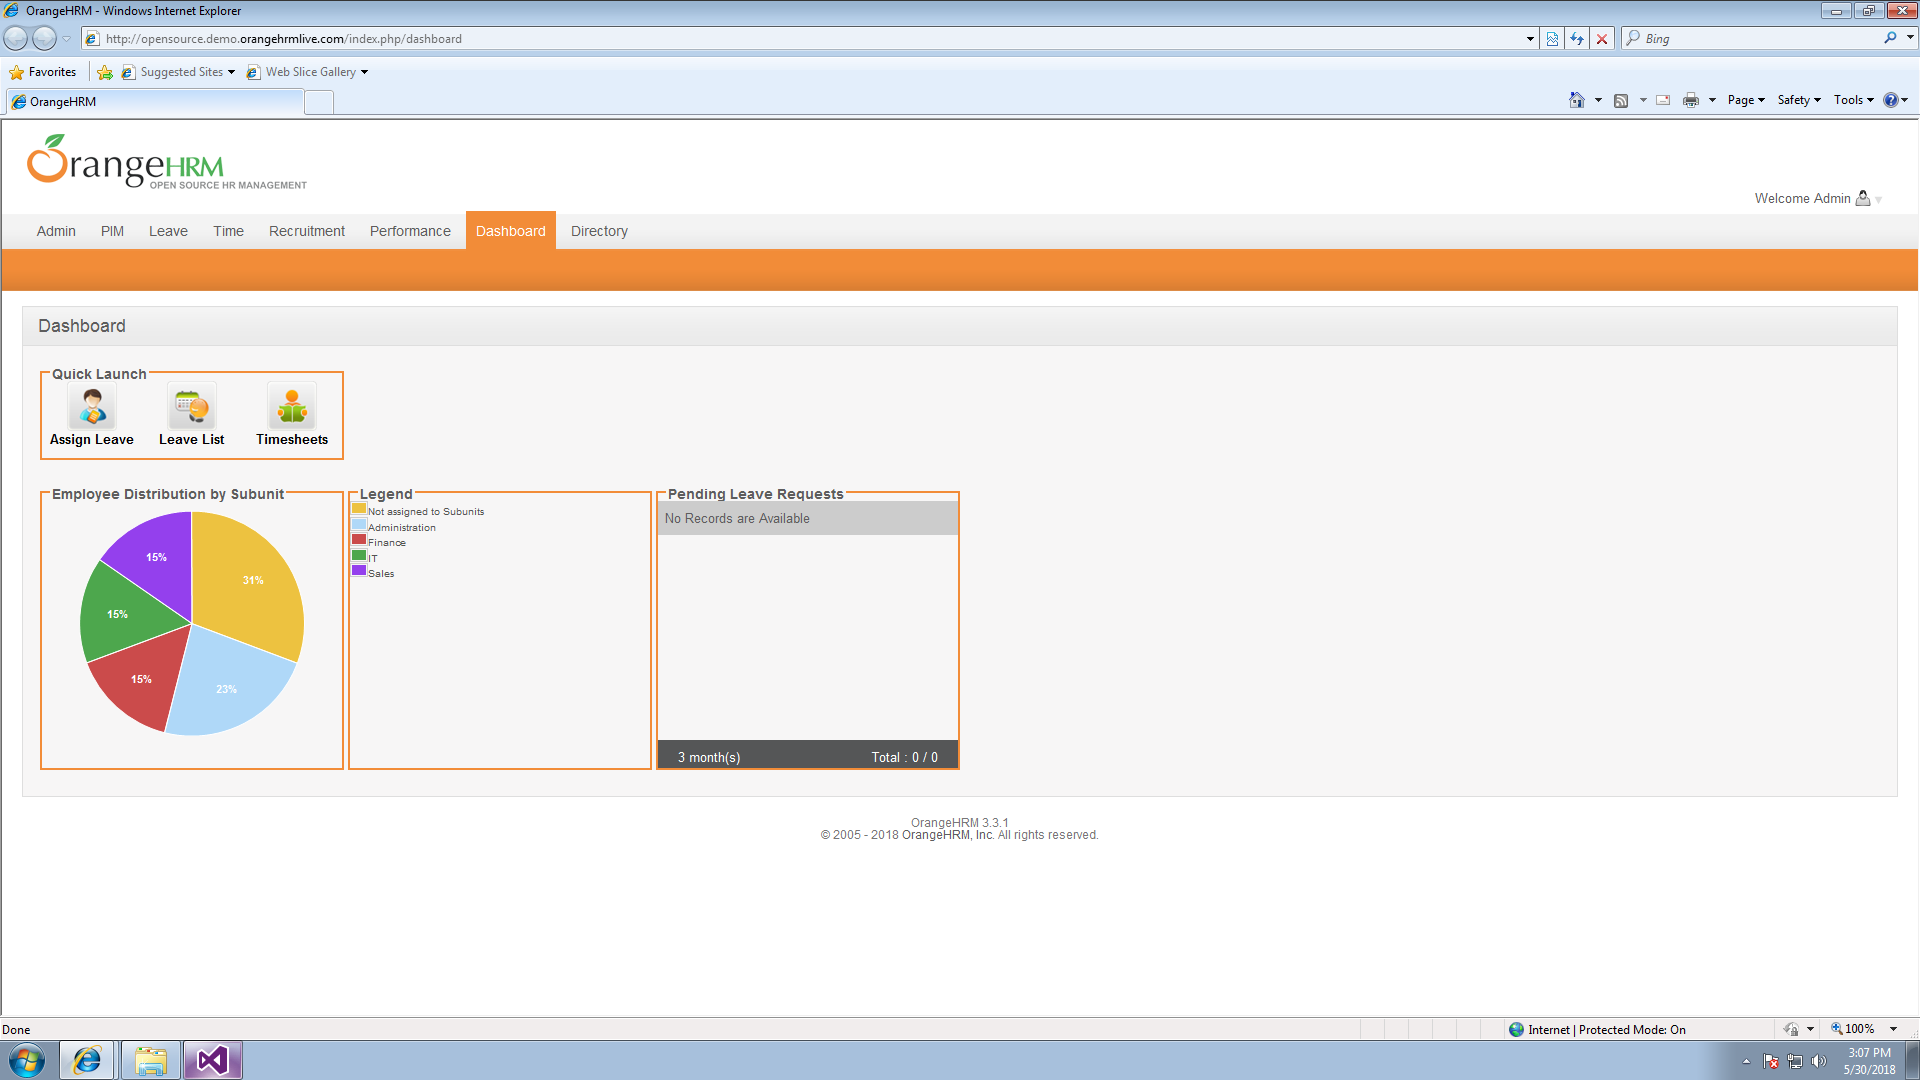 OrangeHRM - Windows Internet Explorer
http://opensource.demo.orangehrmlive.com/index.php/dashboard
Bing
Favorites
Suggested Sites
Web Slice Gallery
OrangeHRM
Page
Safety
Tools
OrangeHRM
OPEN SOURCE HR MANAGEMENT
Welcome Admin
Admin PIM Leave Time Recruitment Performance Dashboard Directory
Dashboard
Quick Launch
Assign Leave Leave List Timesheets
Employee Distribution by Subunit
15%
31%
15%
15%
23%
Legend
Not assigned to Subunits
Administration
Finance
IT
Sales
Pending Leave Requests
No Records are Available
3 month(s) Total : 0 / 0
OrangeHRM 3.3.1
© 2005 - 2018 OrangeHRM, Inc. All rights reserved.
Done
Internet | Protected Mode: On
100%
3:07 PM
5/30/2018